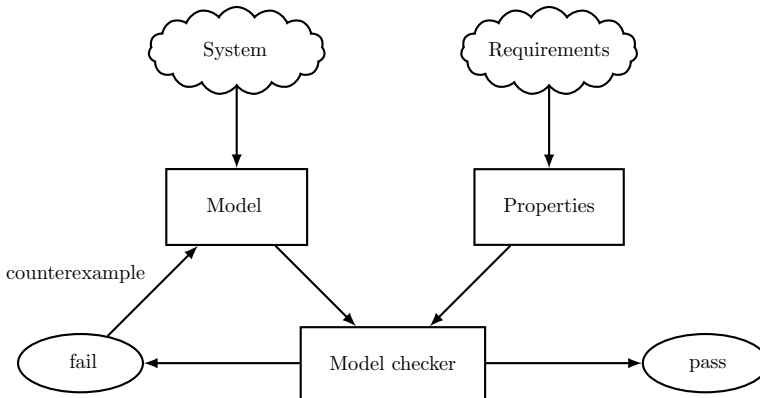 System
Requirements
Model
Properties
counterexample
fail
Model checker
pass